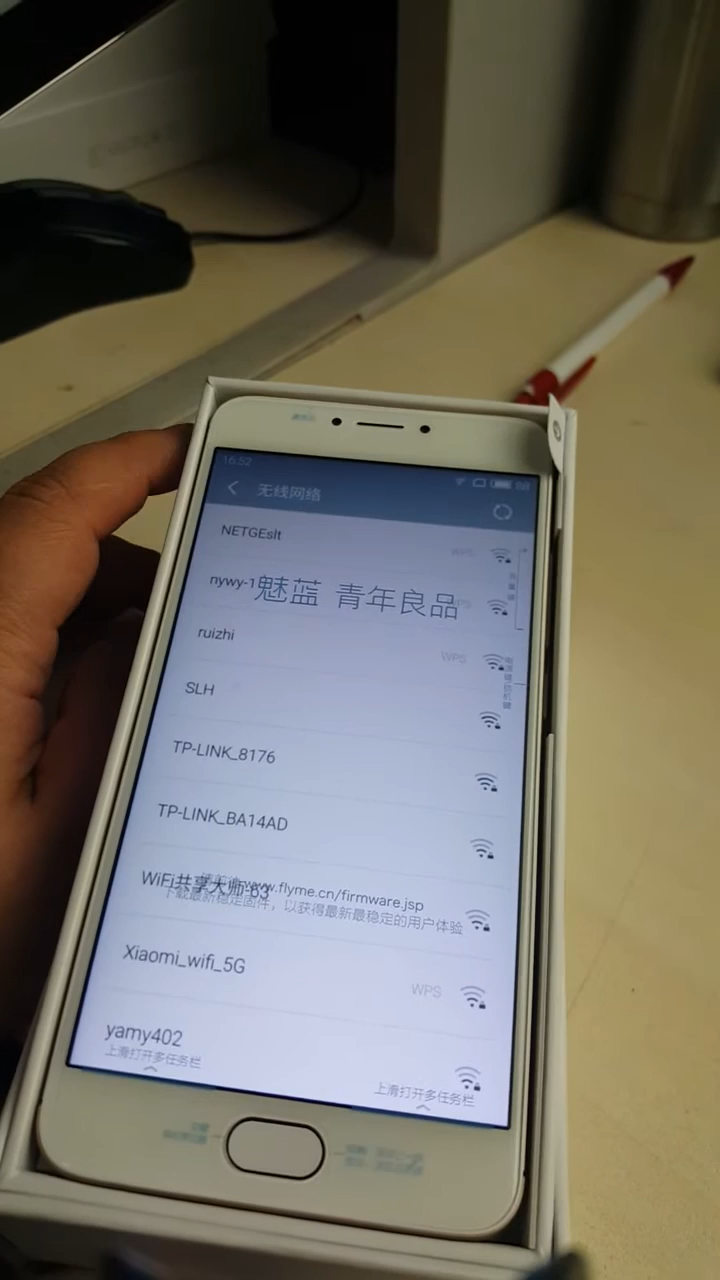 16:52
无线网络
NETGEslt
WPS
nywy-1
魅蓝 青年良品
ruizhi
WPS
SLH
TP-LINK_8176
TP-LINK_BA14AD
WiFi共享大师-63
www.flyme.cn/firmware.jsp
下载最新稳定固件，以获得最新最稳定的用户体验
Xiaomi_wifi_5G
WPS
yamy402
上滑打开多任务栏
上滑打开多任务栏